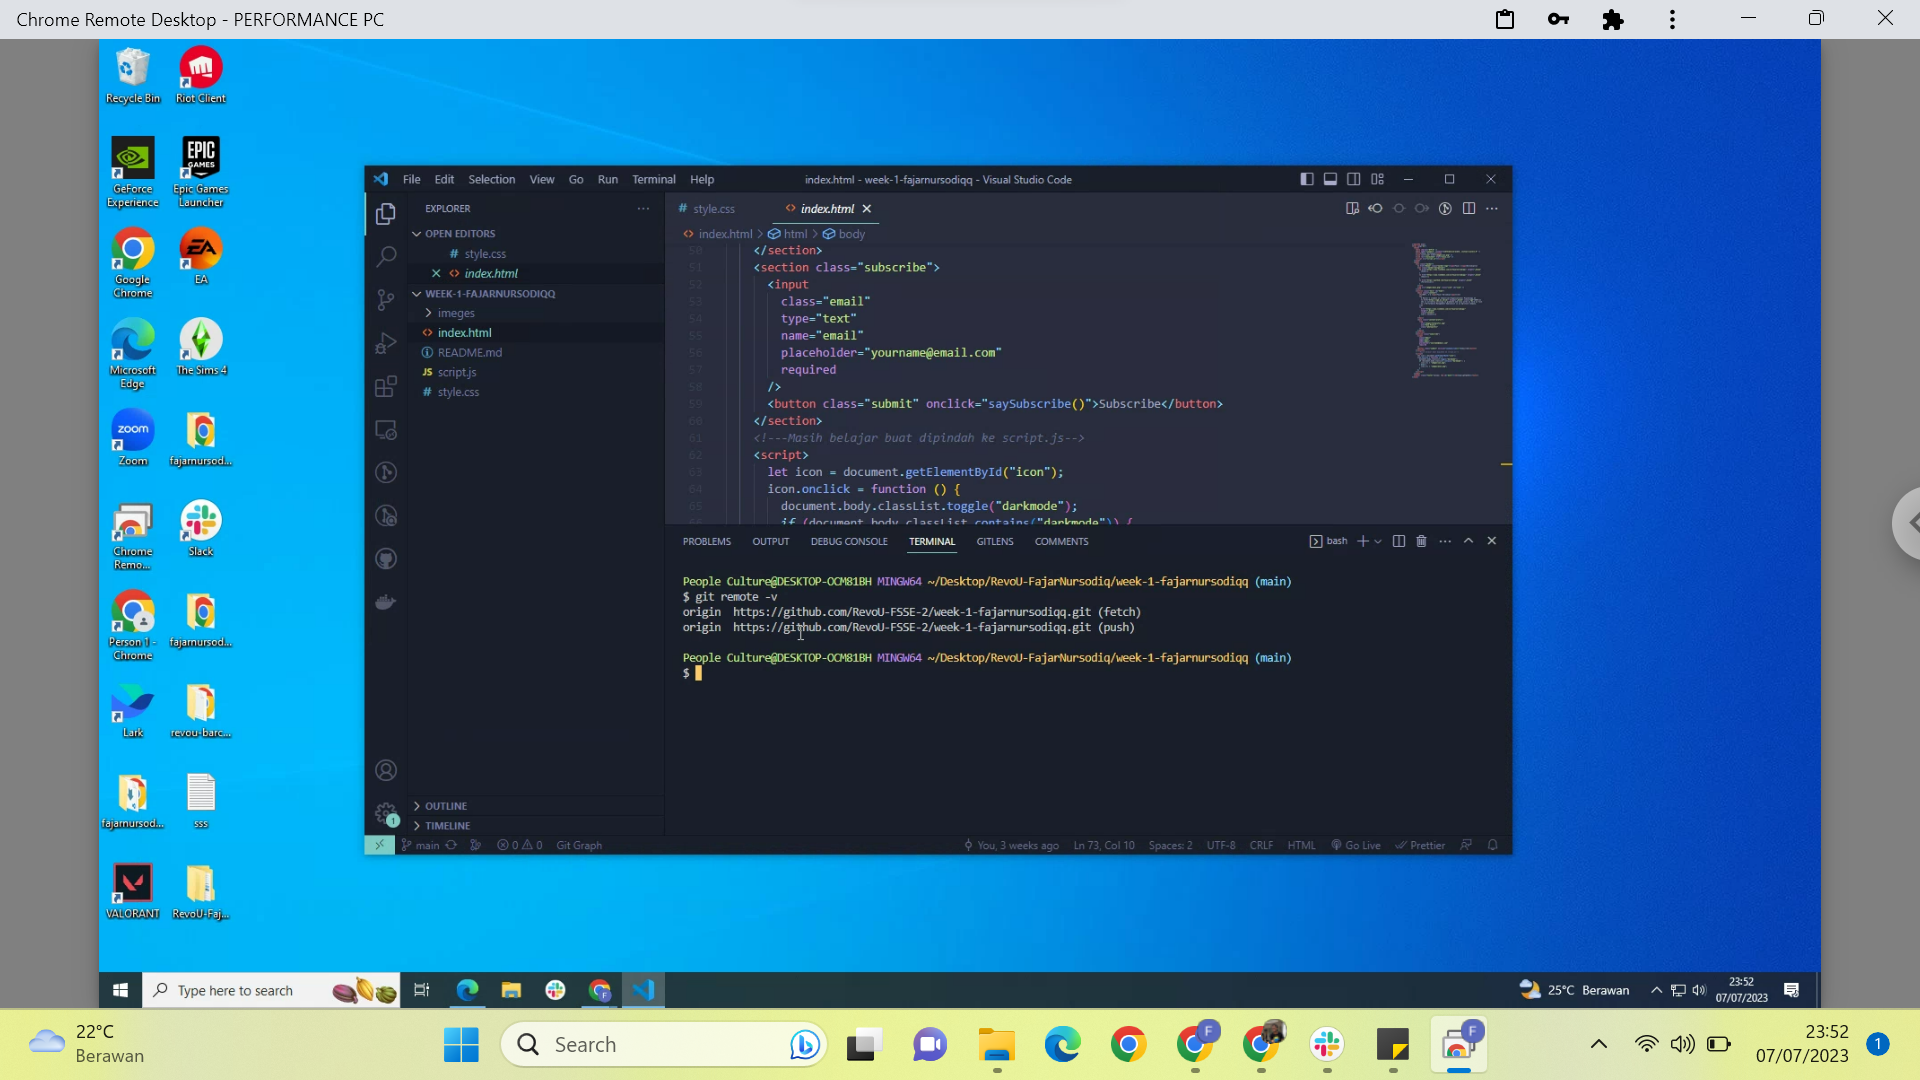 Chrome Remote Desktop - PERFORMANCE PC
Recycle Bin
Riot Client
GeForce
Experience
EPIC
GAMES
Epic Games
Launcher
Google
Chrome
EA
EA
Microsoft
Edge
The Sims 4
zoom
Zoom
fajarnursod...
Chrome
Remo...
Slack
Person 1 -
Chrome
fajarnursod...
Lark
revou-barc...
fajarnursod...
sss
VALORANT
RevoU-Faj...
File Edit Selection View Go Run Terminal Help
index.html - week-1-fajarnursodiqq - Visual Studio Code
EXPLORER
OPEN EDITORS
# style.css
index.html
WEEK-1-FAJARNURSODIQQ
imeges
index.html
README.md
JS script.js
# style.css
OUTLINE
TIMELINE
# style.css
index.html
index.html > html > body
50 </section>
51 <section class="subscribe">
52 <input
53 class="email"
54 type="text"
55 name="email"
56 placeholder="yourname@email.com"
57 required
58 />
59 <button class="submit" onclick="saySubscribe()">Subscribe</button>
60 </section>
61 <!---Masih belajar buat dipindah ke script.js-->
62 <script>
63 let icon = document.getElementById("icon");
64 icon.onclick = function () {
65 document.body.classList.toggle("darkmode");
66 if (document.body.classList.contains("darkmode")) {
PROBLEMS OUTPUT DEBUG CONSOLE TERMINAL GITLENS COMMENTS
bash
People Culture@DESKTOP-OCM81BH MINGW64 ~/Desktop/RevoU-FajarNursodiq/week-1-fajarnursodiqq (main)
$ git remote -v
origin https://github.com/RevoU-FSSE-2/week-1-fajarnursodiqq.git (fetch)
origin https://github.com/RevoU-FSSE-2/week-1-fajarnursodiqq.git (push)
People Culture@DESKTOP-OCM81BH MINGW64 ~/Desktop/RevoU-FajarNursodiq/week-1-fajarnursodiqq (main)
$
1
main 0 0 Git Graph
You, 3 weeks ago Ln 73, Col 10 Spaces: 2 UTF-8 CRLF HTML Go Live Prettier
Type here to search
F
25°C Berawan
23:52
07/07/2023
22°C
Berawan
Search
F
F
23:52
07/07/2023
1